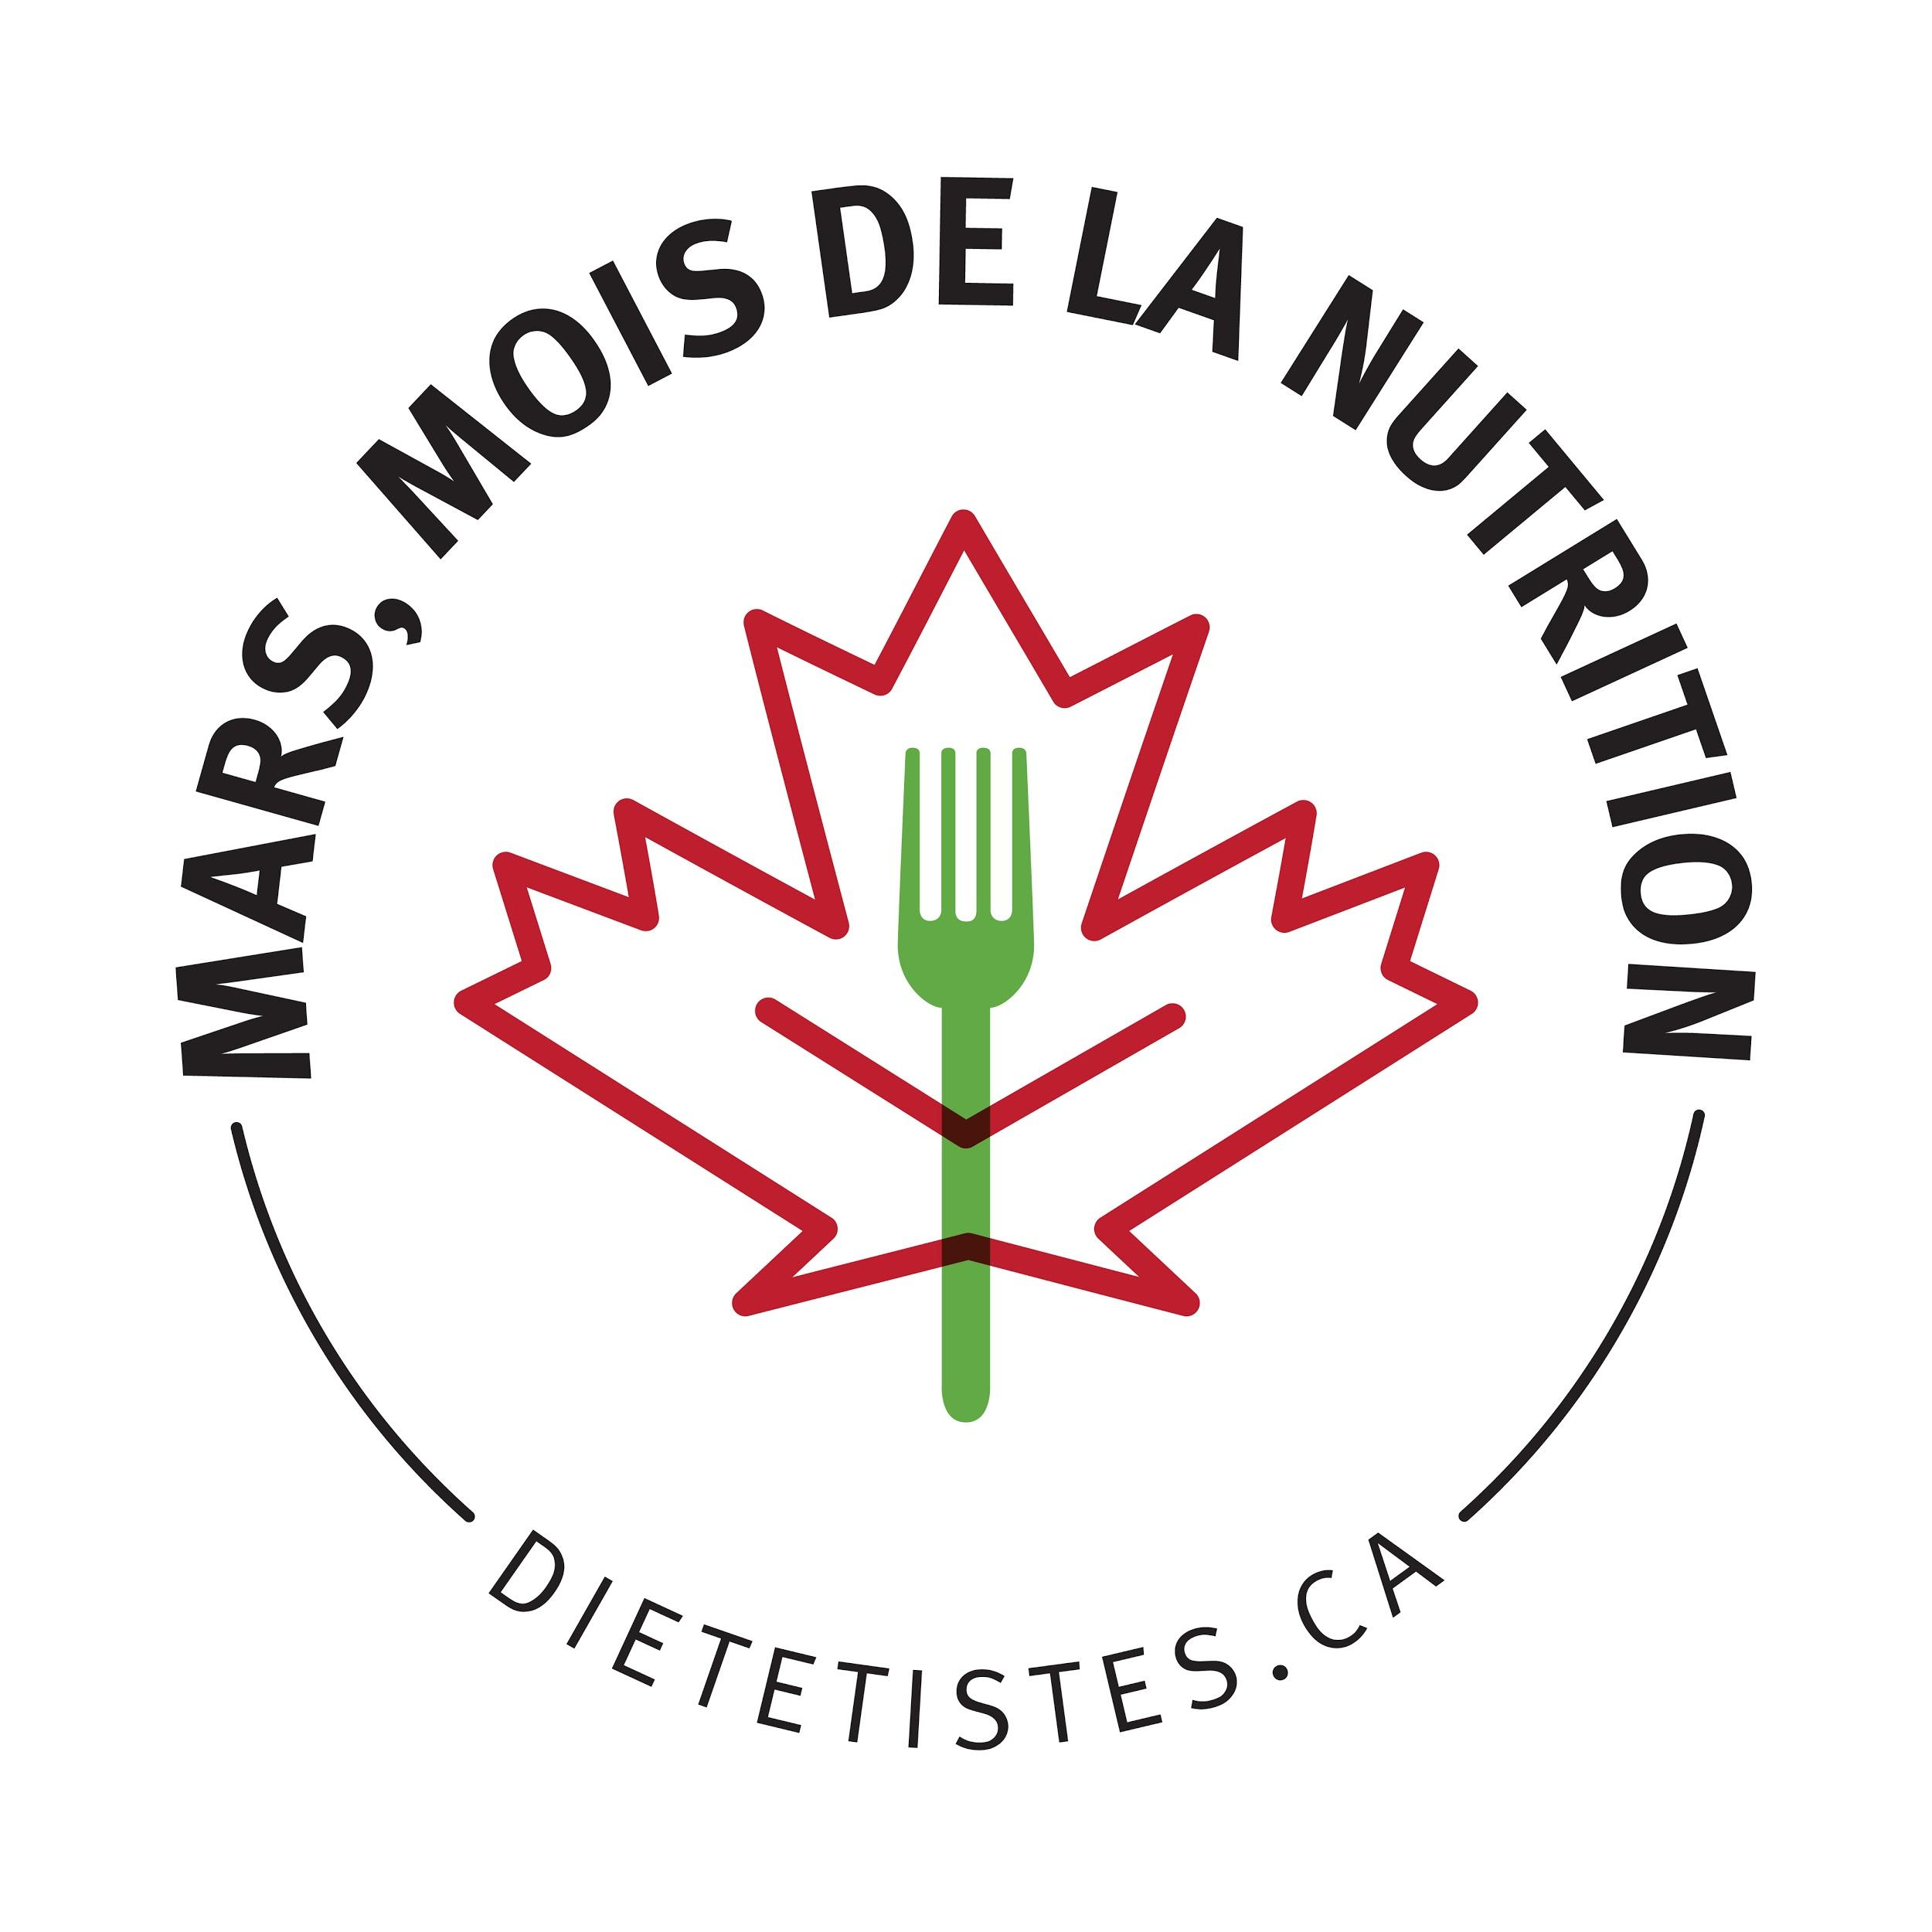 MARS, MOIS DE LA NUTRITION
DIETETISTES.CA